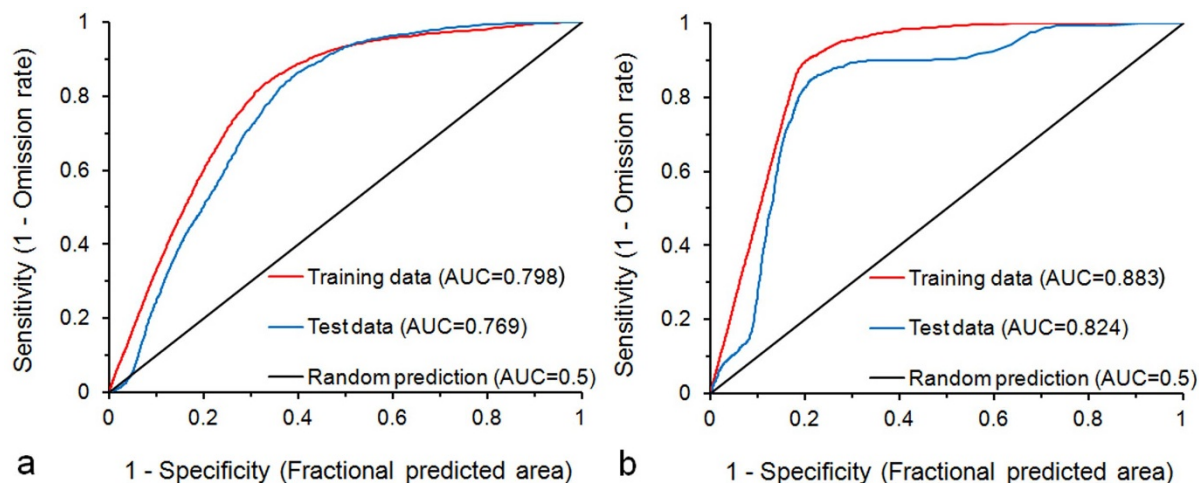 Sensitivity (1 - Omission rate)
1
0.8
0.6
0.4
0.2
0
Training data (AUC=0.798)
Test data (AUC=0.769)
Random prediction (AUC=0.5)
0 0.2 0.4 0.6 0.8 1
a 1 - Specificity (Fractional predicted area)
Sensitivity (1 - Omission rate)
1
0.8
0.6
0.4
0.2
0
Training data (AUC=0.883)
Test data (AUC=0.824)
Random prediction (AUC=0.5)
0 0.2 0.4 0.6 0.8 1
b 1 - Specificity (Fractional predicted area)